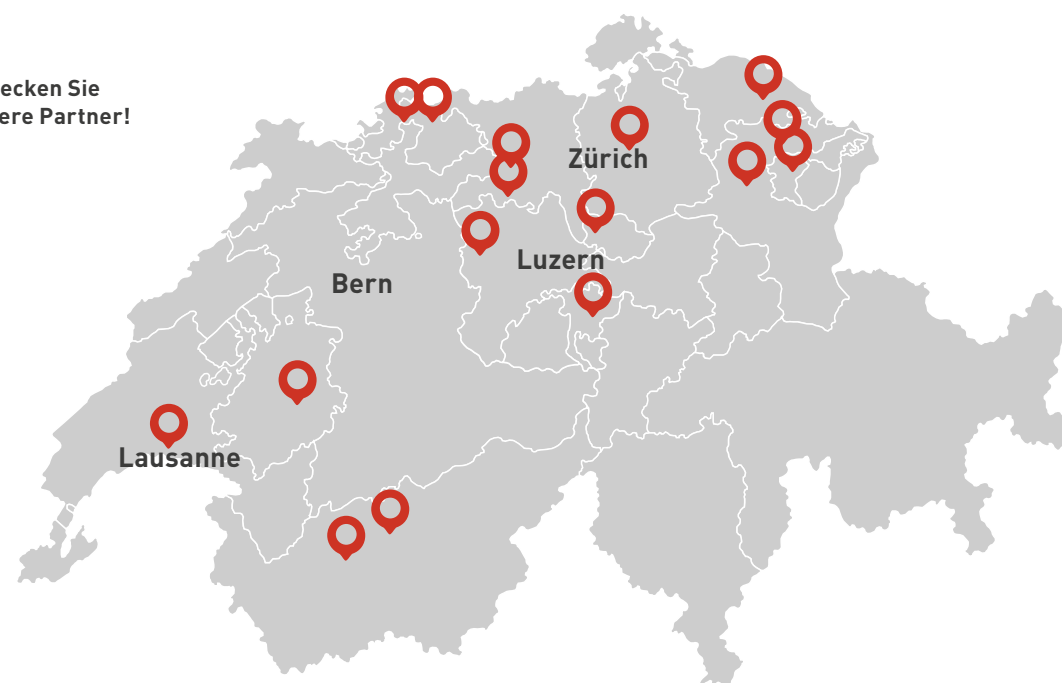 ecken Sie
ere Partner!
Zürich
Luzern
Bern
Lausanne